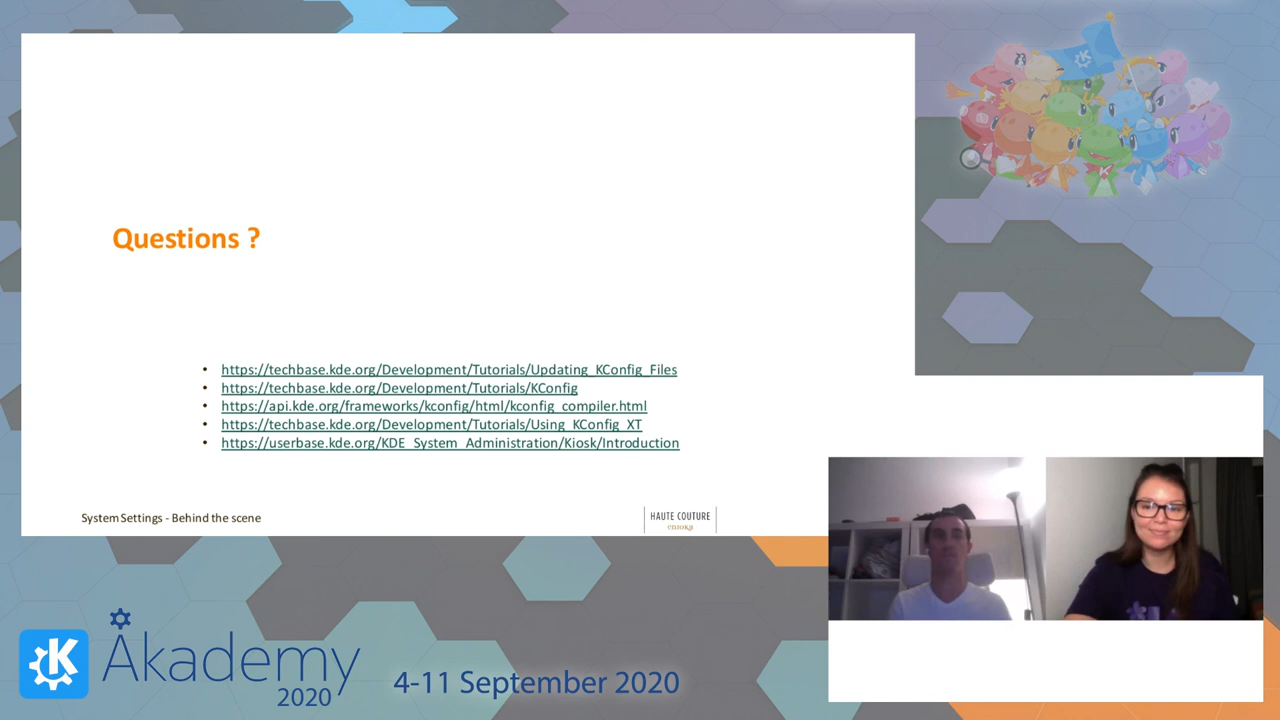 Questions ?
• https://techbase.kde.org/Development/Tutorials/Updating_KConfig_Files
• https://techbase.kde.org/Development/Tutorials/KConfig
• https://api.kde.org/frameworks/kconfig/html/kconfig_compiler.html
• https://techbase.kde.org/Development/Tutorials/Using_KConfig_XT
• https://userbase.kde.org/KDE_System_Administration/Kiosk/Introduction
System Settings - Behind the scene
HAUTE COUTURE
enioka
Akademy
2020
4-11 September 2020